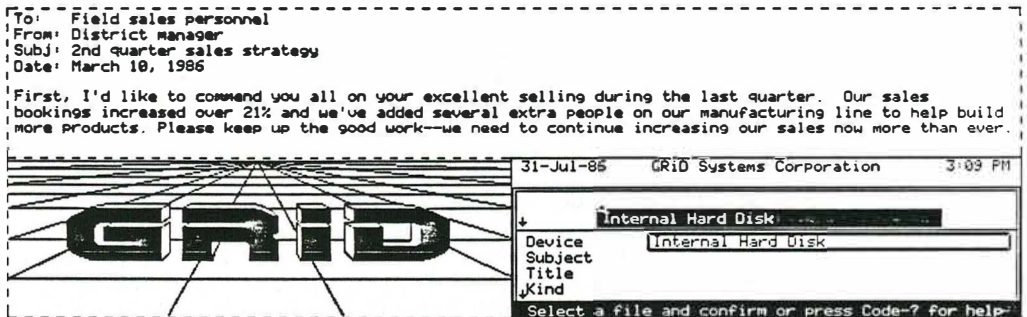 To: Field sales personnel
From: District manager
Subj: 2nd quarter sales strategy
Date: March 10, 1986
First, I'd like to commend you all on your excellent selling during the last quarter. Our sales
bookings increased over 21% and we've added several extra people on our manufacturing line to help build
more products. Please keep up the good work--we need to continue increasing our sales now more than ever.
GRiD
31-Jul-86 GRiD Systems Corporation 3:09 PM
Internal Hard Disk
Device Internal Hard Disk
Subject
Title
Kind
Select a file and confirm or press Code-? for help